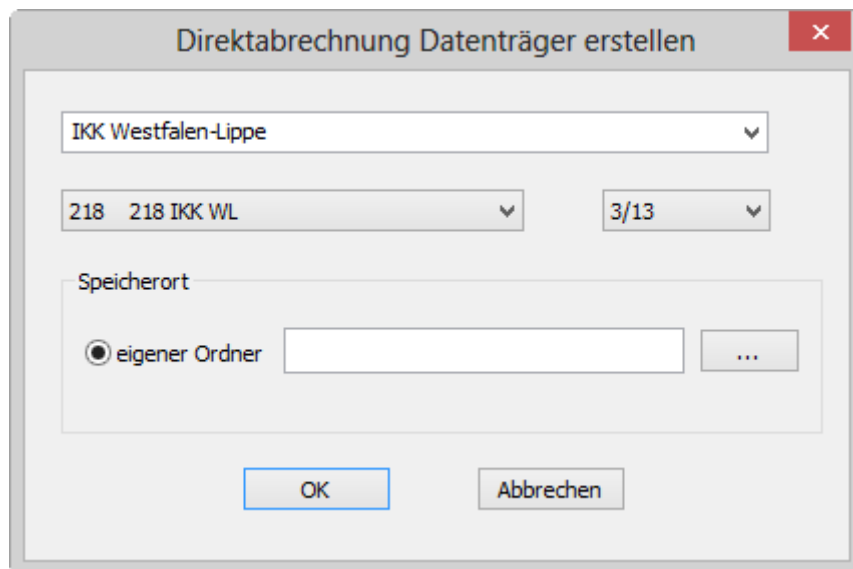 Direktabrechnung Datenträger erstellen
IKK Westfalen-Lippe
218 218 IKK WL 3/13
Speicherort
eigener Ordner ...
OK Abbrechen